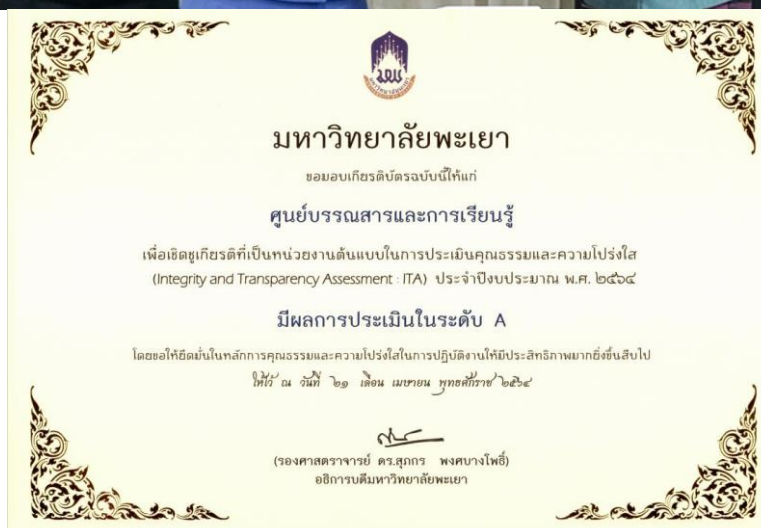 มหาวิทยาลัยพะเยา
ขอมอบเกียรติบัตรฉบับนี้ให้แก่
ศูนย์บรรณสารและการเรียนรู้
เพื่อเชิดชูเกียรติที่เป็นหน่วยงานต้นแบบในการประเมินคุณธรรมและความโปร่งใส
(Integrity and Transparency Assessment : ITA) ประจำปีงบประมาณ พ.ศ. ๒๕๖๔
มีผลการประเมินในระดับ A
โดยขอให้ยึดมั่นในหลักการคุณธรรมและความโปร่งใสในการปฏิบัติงานให้มีประสิทธิภาพมากยิ่งขึ้นสืบไป
ให้ไว้ ณ วันที่ ๒๑ เดือน เมษายน พุทธศักราช ๒๕๖๔
(รองศาสตราจารย์ ดร.สุภกร พงศบางโพธิ์)
อธิการบดีมหาวิทยาลัยพะเยา